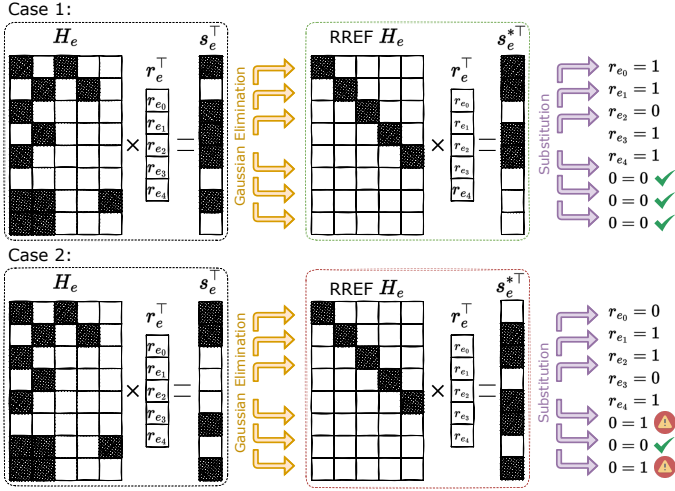 Case 1:
H_e
r_e^⊤
s_e^⊤
r_{e_0}
r_{e_1}
r_{e_2}
r_{e_3}
r_{e_4}
×
=
Gaussian Elimination
RREF H_e
r_e^⊤
s_e^{*⊤}
r_{e_0}
r_{e_1}
r_{e_2}
r_{e_3}
r_{e_4}
×
=
Substitution
r_{e_0} = 1
r_{e_1} = 1
r_{e_2} = 0
r_{e_3} = 1
r_{e_4} = 1
0 = 0 ✓
0 = 0 ✓
0 = 0 ✓
Case 2:
H_e
r_e^⊤
s_e^⊤
r_{e_0}
r_{e_1}
r_{e_2}
r_{e_3}
r_{e_4}
×
=
Gaussian Elimination
RREF H_e
r_e^⊤
s_e^{*⊤}
r_{e_0}
r_{e_1}
r_{e_2}
r_{e_3}
r_{e_4}
×
=
Substitution
r_{e_0} = 0
r_{e_1} = 1
r_{e_2} = 1
r_{e_3} = 0
r_{e_4} = 1
0 = 1 ⚠
0 = 0 ✓
0 = 1 ⚠